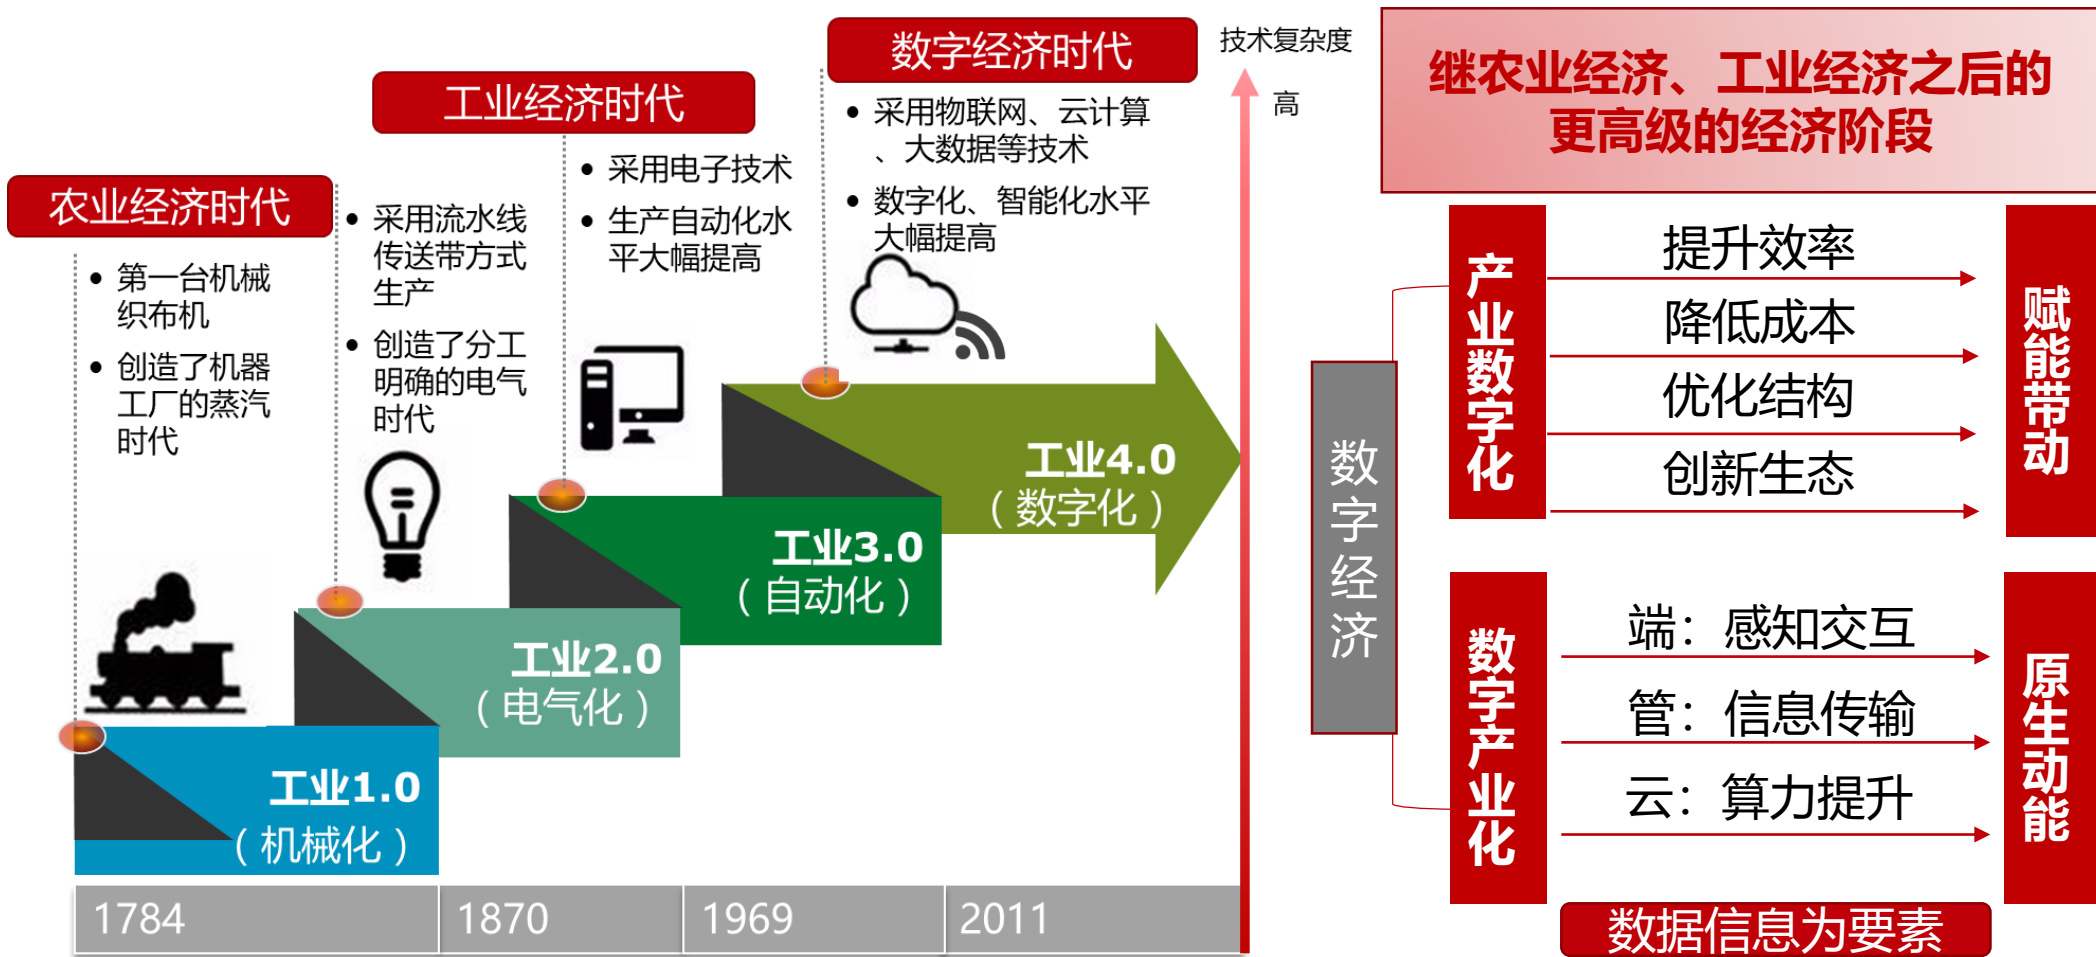 农业经济时代
第一台机械
织布机
创造了机器
工厂的蒸汽
时代
工业经济时代
采用流水线
传送带方式
生产
创造了分工
明确的电气
时代
采用电子技术
生产自动化水
平大幅提高
数字经济时代
采用物联网、云计算
、大数据等技术
数字化、智能化水平
大幅提高
技术复杂度
高
工业1.0
（机械化）
工业2.0
（电气化）
工业3.0
（自动化）
工业4.0
（数字化）
1784
1870
1969
2011
继农业经济、工业经济之后的
更高级的经济阶段
数字经济
产业数字化
提升效率
降低成本
优化结构
创新生态
赋能带动
数字产业化
端：感知交互
管：信息传输
云：算力提升
原生动能
数据信息为要素